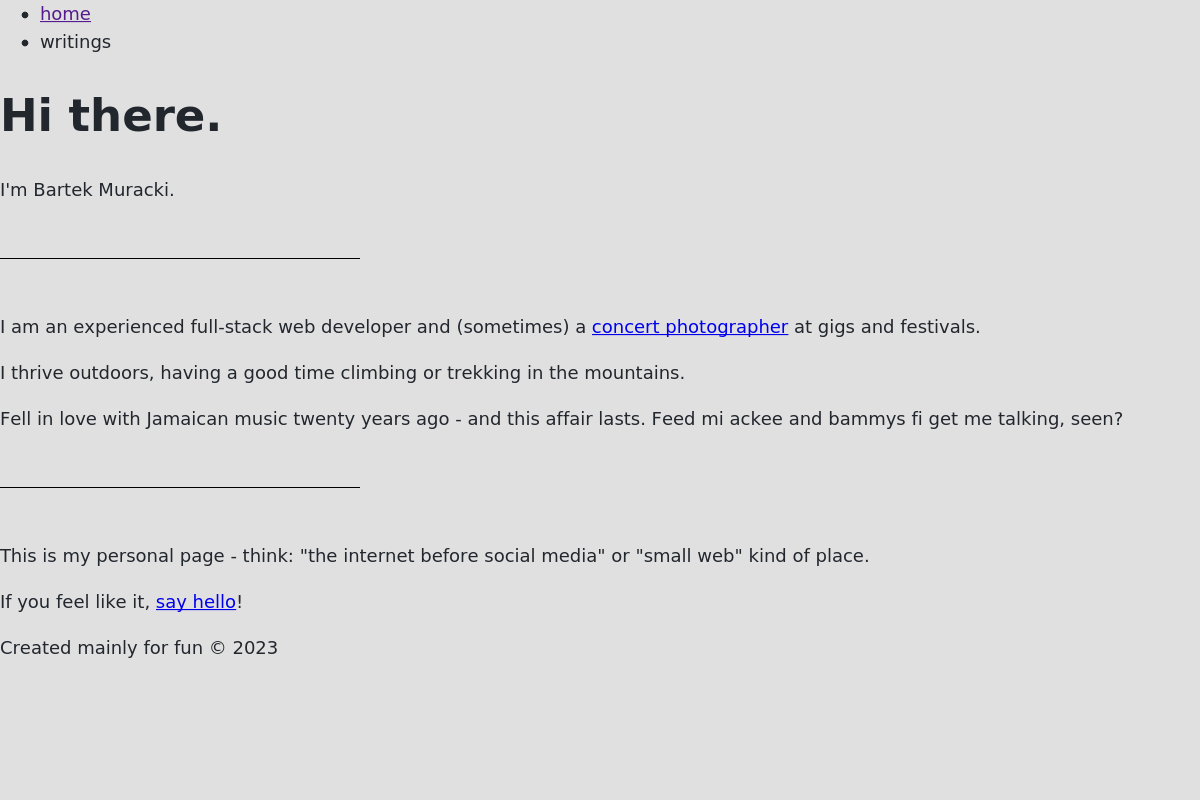 home
writings
Hi there.
I'm Bartek Muracki.
I am an experienced full-stack web developer and (sometimes) a concert photographer at gigs and festivals.
I thrive outdoors, having a good time climbing or trekking in the mountains.
Fell in love with Jamaican music twenty years ago - and this affair lasts. Feed mi ackee and bammys fi get me talking, seen?
This is my personal page - think: "the internet before social media" or "small web" kind of place.
If you feel like it, say hello!
Created mainly for fun © 2023